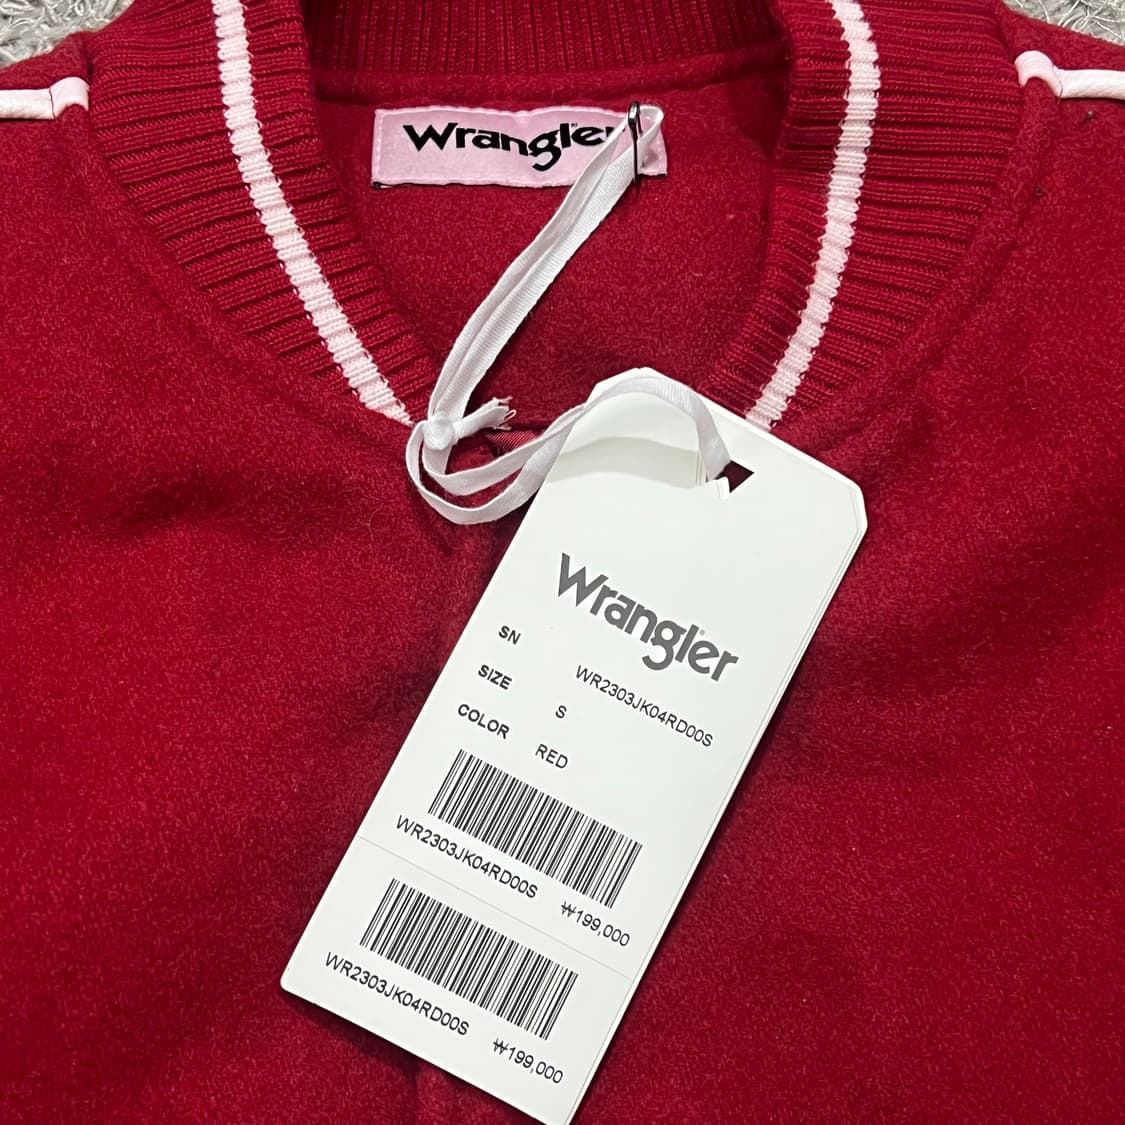 Wrangler
Wrangler
SN WR2303JK04RD00S
SIZE S
COLOR RED
WR2303JK04RD00S
₩199,000
WR2303JK04RD00S
₩199,000